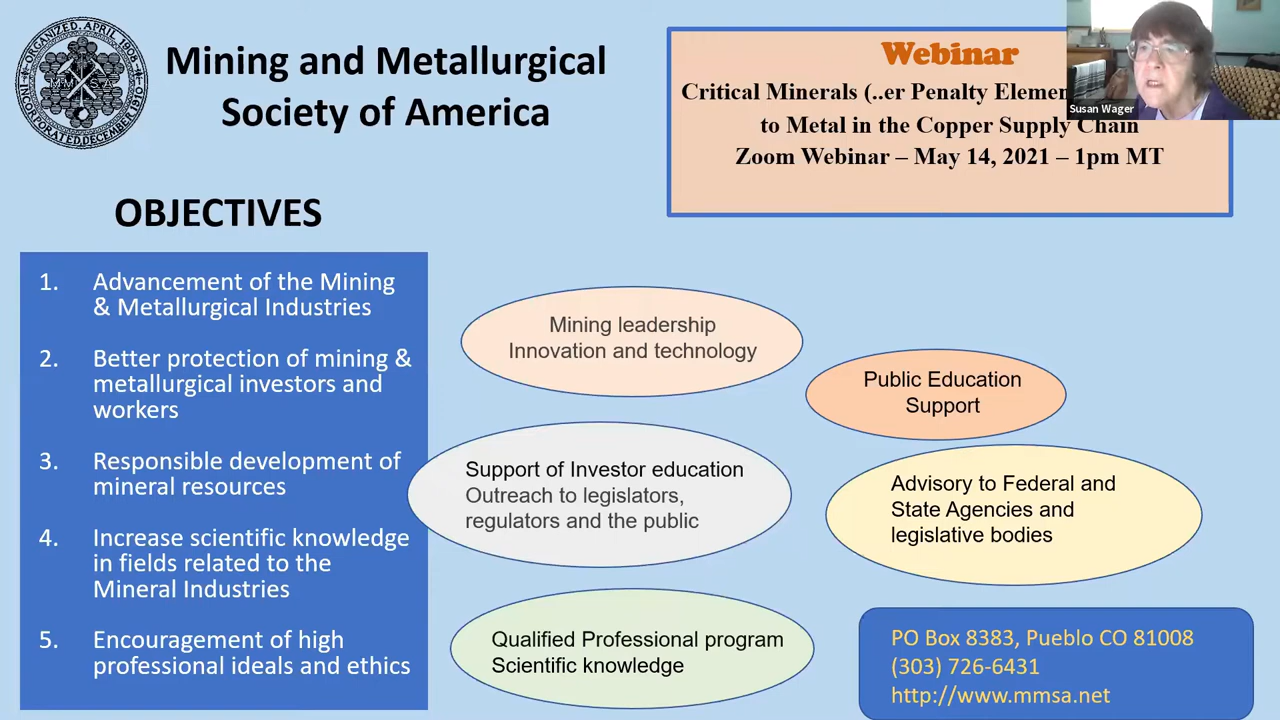 ORGANIZED. APRIL 1908.
INCORPORATED. DECEMBER 1910.
Mining and Metallurgical
Society of America
Webinar
Critical Minerals (..er Penalty Elemen
to Metal in the Copper Supply Chain
Zoom Webinar – May 14, 2021 – 1pm MT
Susan Wager
OBJECTIVES
1. Advancement of the Mining
& Metallurgical Industries
2. Better protection of mining &
metallurgical investors and
workers
3. Responsible development of
mineral resources
4. Increase scientific knowledge
in fields related to the
Mineral Industries
5. Encouragement of high
professional ideals and ethics
Mining leadership
Innovation and technology
Public Education
Support
Support of Investor education
Outreach to legislators,
regulators and the public
Advisory to Federal and
State Agencies and
legislative bodies
Qualified Professional program
Scientific knowledge
PO Box 8383, Pueblo CO 81008
(303) 726-6431
http://www.mmsa.net